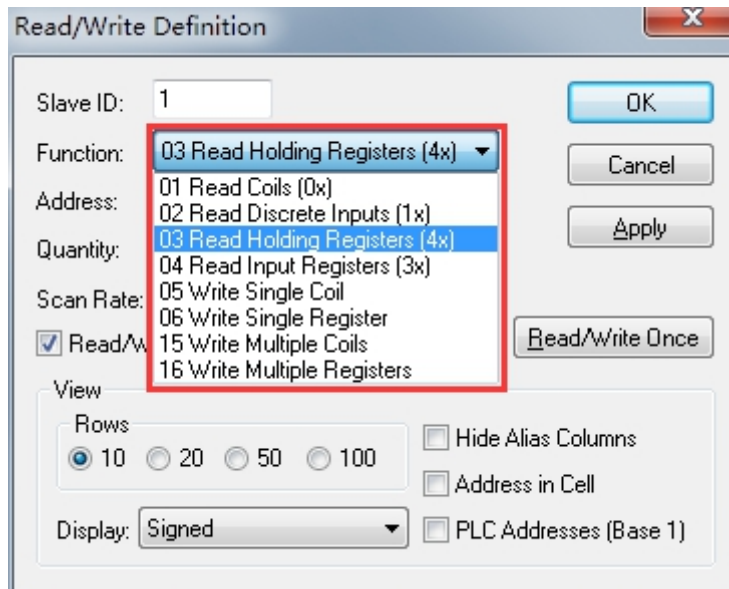 Read/Write Definition
Slave ID: 1
OK
Function: 03 Read Holding Registers (4x)
Cancel
01 Read Coils (0x)
Address:
02 Read Discrete Inputs (1x)
Apply
03 Read Holding Registers (4x)
Quantity:
04 Read Input Registers (3x)
Scan Rate:
05 Write Single Coil
06 Write Single Register
Read/W
15 Write Multiple Coils
Read/Write Once
16 Write Multiple Registers
View
Rows
10 20 50 100
Hide Alias Columns
Address in Cell
Display: Signed
PLC Addresses (Base 1)